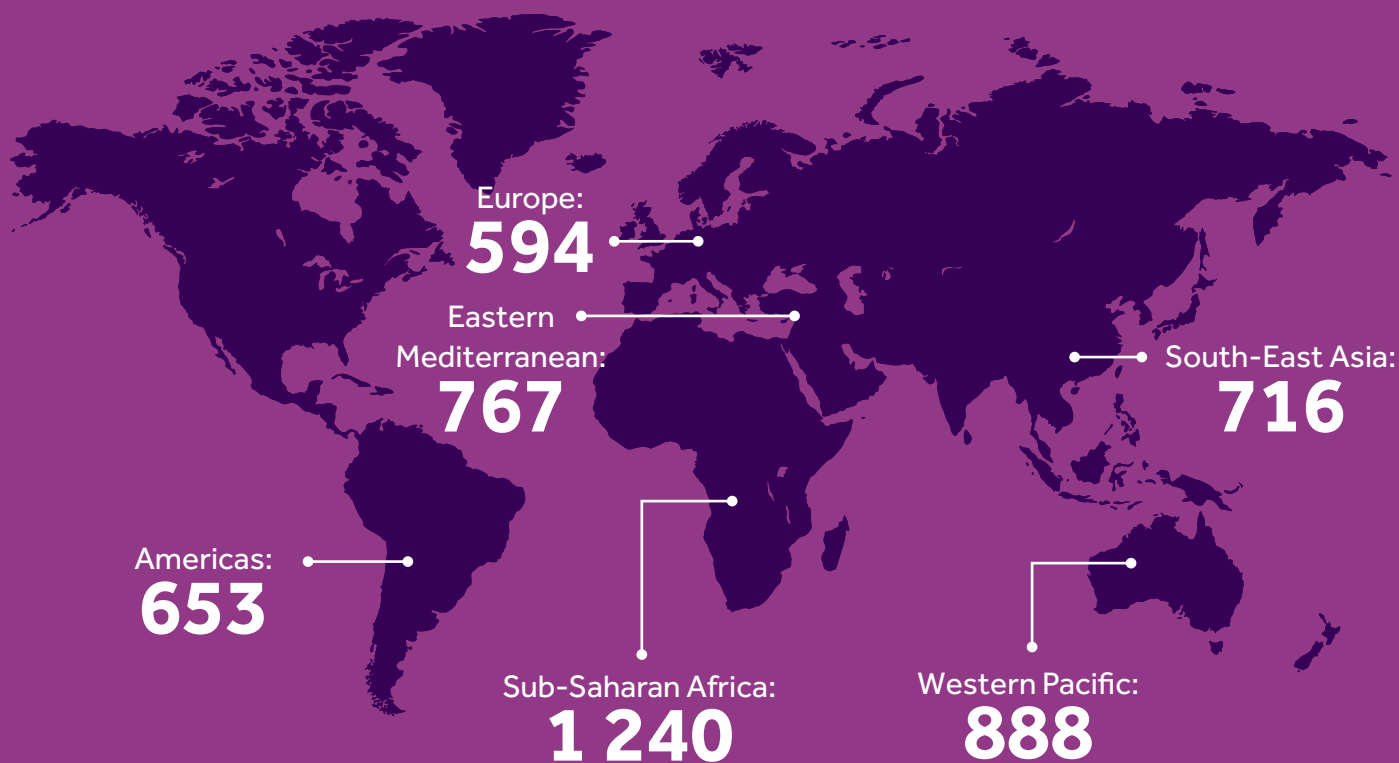 Europe:
594
Eastern
Mediterranean:
767
South-East Asia:
716
Americas:
653
Sub-Saharan Africa:
1 240
Western Pacific:
888